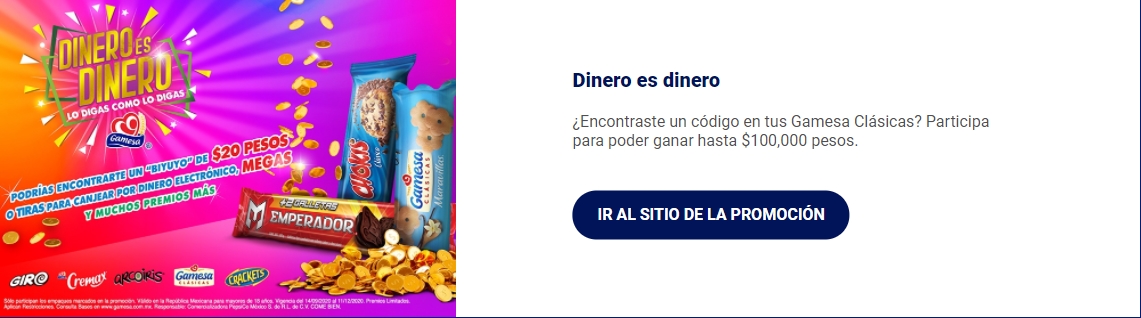 DINERO ES
DINERO
LO DIGAS COMO LO DIGAS
Gamesa
PODRÍAS ENCONTRARTE UN "BIYUYO" DE $20 PESOS
O TIRAS PARA CANJEAR POR DINERO ELECTRÓNICO, MEGAS
Y MUCHOS PREMIOS MÁS
CHOKIS
Gamesa
CLÁSICAS
Maravillas
+2 GALLETAS
EMPERADOR
GIRO Cremax ARCOIRIS Gamesa CLÁSICAS CRACKETS
Sólo participan los empaques marcados en la promoción. Válido en la República Mexicana para mayores de 18 años. Vigencia del 14/09/2020 al 11/12/2020. Premios Limitados.
Aplican Restricciones. Consulta Bases en www.gamesa.com.mx. Responsable: Comercializadora PepsiCo México S. de R.L. de C.V. COME BIEN.
Dinero es dinero
¿Encontraste un código en tus Gamesa Clásicas? Participa
para poder ganar hasta $100,000 pesos.
IR AL SITIO DE LA PROMOCIÓN